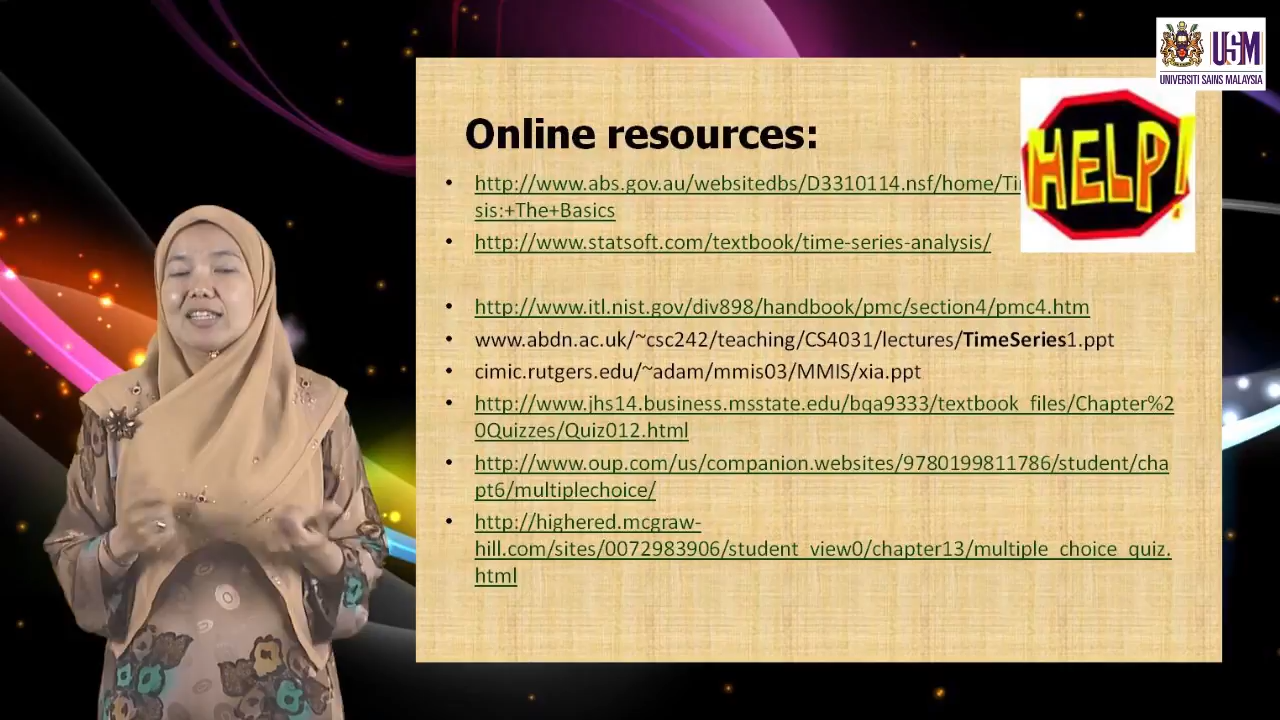 USM
UNIVERSITI SAINS MALAYSIA
HELP!
Online resources:
• http://www.abs.gov.au/websitedbs/D3310114.nsf/home/Ti
sis:+The+Basics
• http://www.statsoft.com/textbook/time-series-analysis/
• http://www.itl.nist.gov/div898/handbook/pmc/section4/pmc4.htm
• www.abdn.ac.uk/~csc242/teaching/CS4031/lectures/TimeSeries1.ppt
• cimic.rutgers.edu/~adam/mmis03/MMIS/xia.ppt
• http://www.jhs14.business.msstate.edu/bqa9333/textbook_files/Chapter%2
0Quizzes/Quiz012.html
• http://www.oup.com/us/companion.websites/9780199811786/student/cha
pt6/multiplechoice/
• http://highered.mcgraw-
hill.com/sites/0072983906/student_view0/chapter13/multiple_choice_quiz.
html